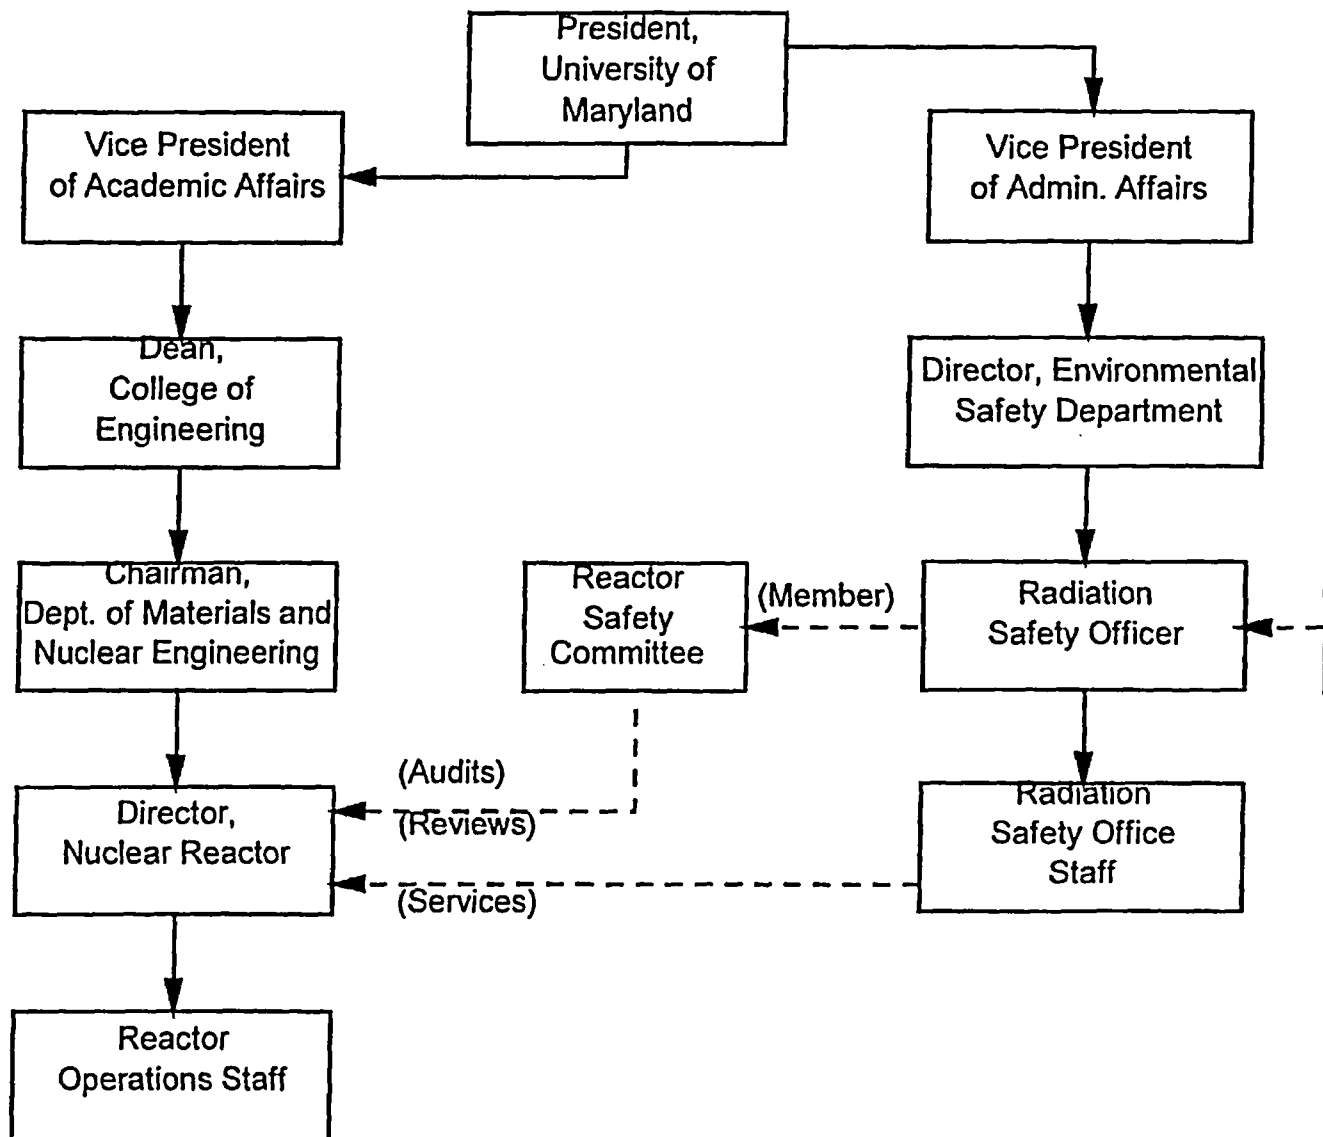 President,
University of
Maryland
Vice President
of Academic Affairs
Vice President
of Admin. Affairs
Dean,
College of
Engineering
Director, Environmental
Safety Department
Chairman,
Dept. of Materials and
Nuclear Engineering
Reactor
Safety
Committee
(Member)
Radiation
Safety Officer
Director,
Nuclear Reactor
(Audits)
(Reviews)
(Services)
Radiation
Safety Office
Staff
Reactor
Operations Staff